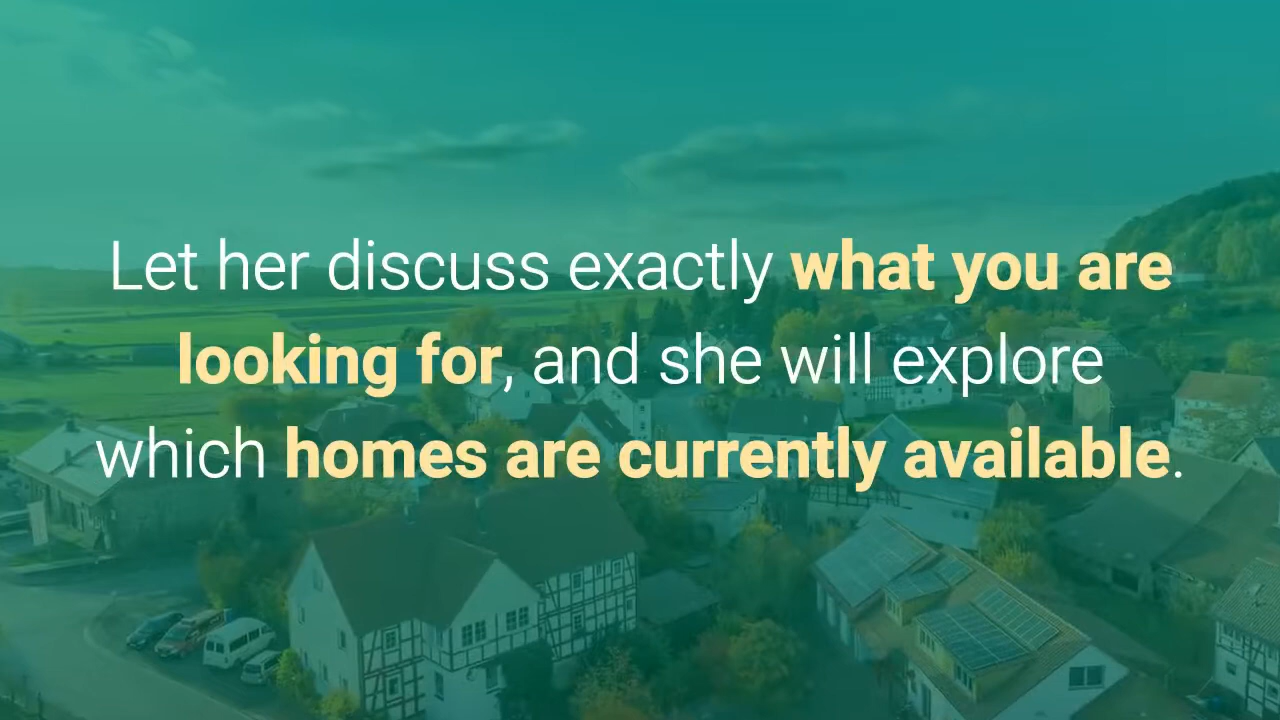 Let her discuss exactly what you are
looking for, and she will explore
which homes are currently available.